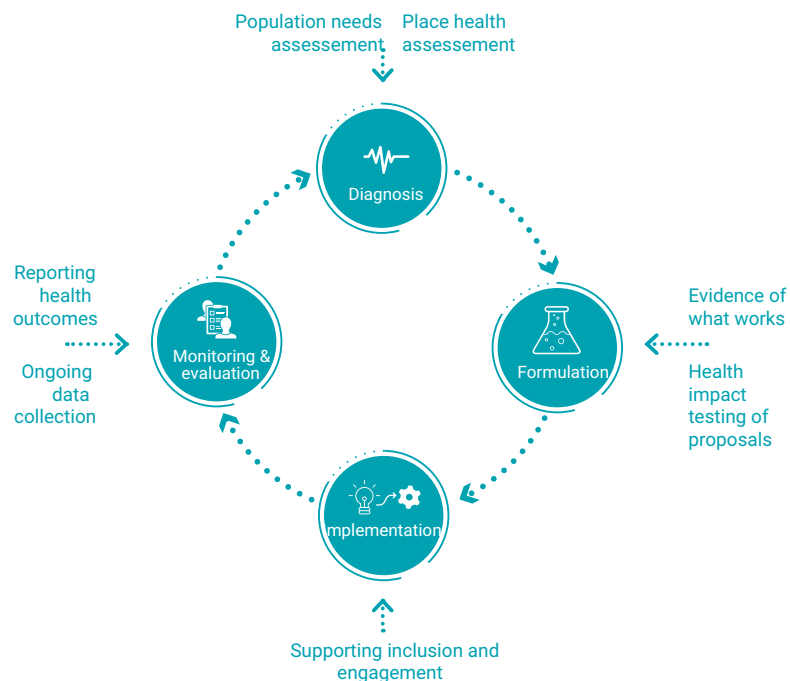 Population needs
assessement
Place health
assessement
Diagnosis
Reporting
health
outcomes
Ongoing
data
collection
Monitoring &
evaluation
Formulation
Evidence of
what works
Health
impact
testing of
proposals
mplementation
Supporting inclusion and
engagement